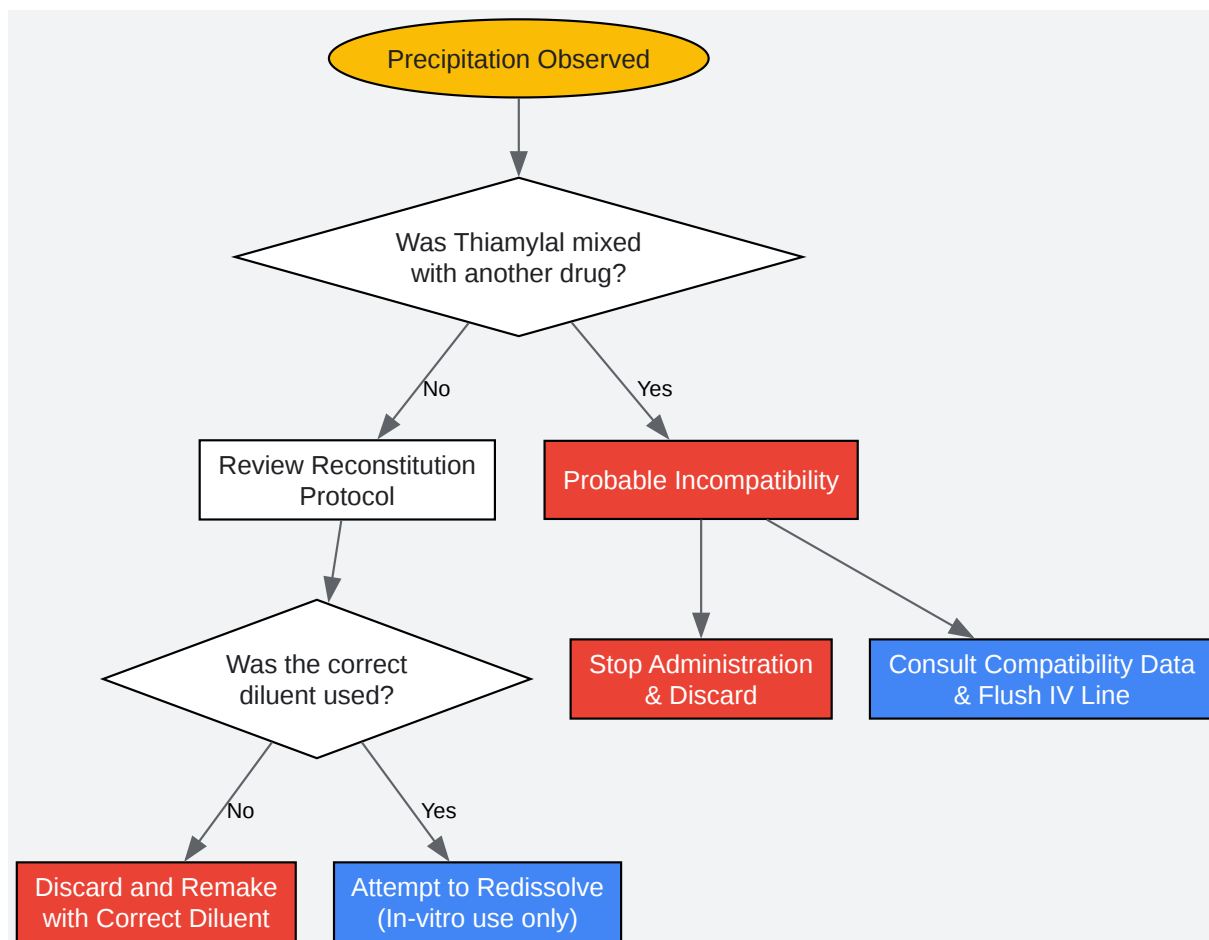 Precipitation Observed
Was Thiamylal mixed
with another drug?
No
Yes
Review Reconstitution
Protocol
Probable Incompatibility
Was the correct
diluent used?
Stop Administration
& Discard
Consult Compatibility Data
& Flush IV Line
No
Yes
Discard and Remake
with Correct Diluent
Attempt to Redissolve
(In-vitro use only)